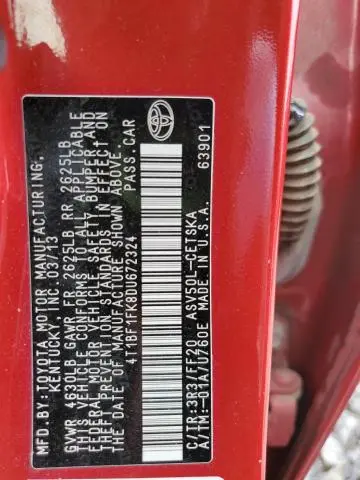 MFD. BY: TOYOTA MOTOR MANUFACTURING,
KENTUCKY, INC. 03/13
GVWR 4630LB GAWR FR 2625LB RR 2625LB
THIS VEHICLE CONFORMS TO ALL APPLICABLE
FEDERAL MOTOR VEHICLE SAFETY, BUMPER, AND
THEFT PREVENTION STANDARDS IN EFFECT ON
THE DATE OF MANUFACTURE SHOWN ABOVE.
4T1BF1FK8DU672324 PASS. CAR
C/TR: 3R3/FF20 ASV50L-CETSKA
A/TM: -01A/U760E MADE IN U.S.A.
63901